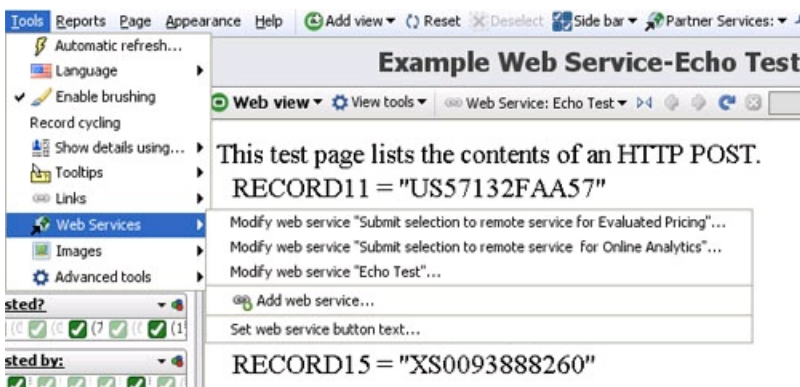 Tools Reports Page Appearance Help Add view Reset Deselect Side bar Partner Services:
Automatic refresh...
Language
Enable brushing
Record cycling
Show details using...
Tooltips
Links
Web Services
Images
Advanced tools
Example Web Service-Echo Test
Web view View tools Web Service: Echo Test
This test page lists the contents of an HTTP POST.
RECORD11 = "US57132FAA57"
Modify web service "Submit selection to remote service for Evaluated Pricing"...
Modify web service "Submit selection to remote service for Online Analytics"...
Modify web service "Echo Test"...
Add web service...
Set web service button text...
RECORD15 = "XS0093888260"
sted?
(7
(1
sted by: